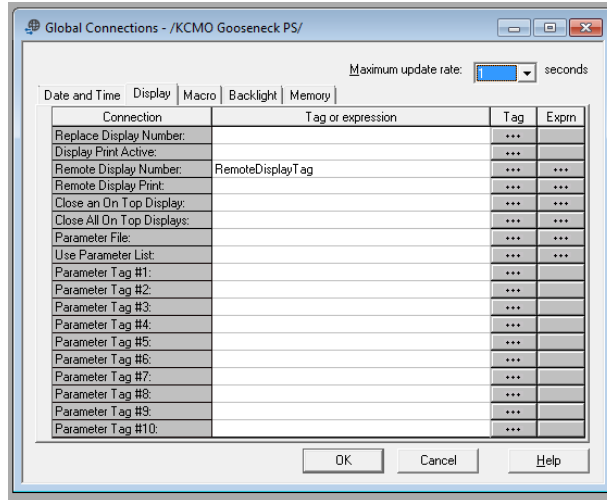 Global Connections - /KCMO Gooseneck PS/
Maximum update rate: 1 seconds
Date and Time Display Macro Backlight Memory
Connection Tag or expression Tag Exprn
Replace Display Number: ...
Display Print Active: ...
Remote Display Number: RemoteDisplayTag ... ...
Remote Display Print: ... ...
Close an On Top Display: ... ...
Close All On Top Displays: ... ...
Parameter File: ... ...
Use Parameter List: ... ...
Parameter Tag #1: ...
Parameter Tag #2: ...
Parameter Tag #3: ...
Parameter Tag #4: ...
Parameter Tag #5: ...
Parameter Tag #6: ...
Parameter Tag #7: ...
Parameter Tag #8: ...
Parameter Tag #9: ...
Parameter Tag #10: ...
OK Cancel Help